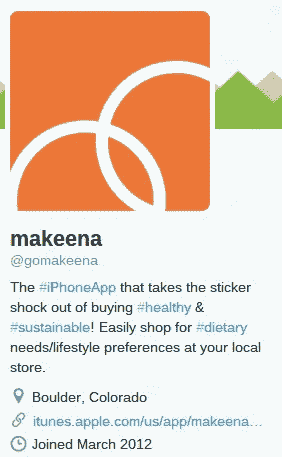 makeena
@gomakeena
The #iPhoneApp that takes the sticker
shock out of buying #healthy &
#sustainable! Easily shop for #dietary
needs/lifestyle preferences at your local
store.
Boulder, Colorado
itunes.apple.com/us/app/makeena...
Joined March 2012